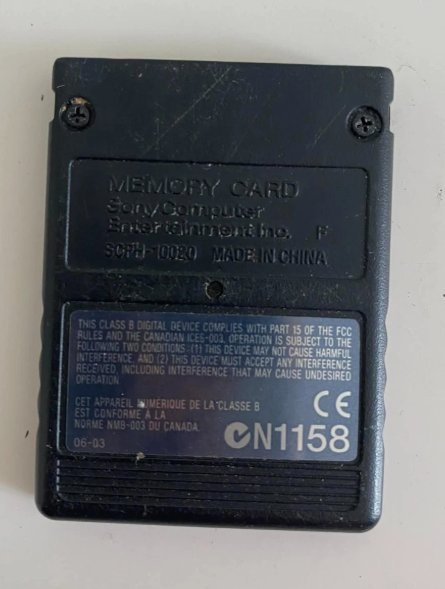 MEMORY CARD
Sony Computer
Entertainment Inc. F
SCPH-10020 MADE IN CHINA
THIS CLASS B DIGITAL DEVICE COMPLIES WITH PART 15 OF THE FCC
RULES AND THE CANADIAN ICES-003. OPERATION IS SUBJECT TO THE
FOLLOWING TWO CONDITIONS: (1) THIS DEVICE MAY NOT CAUSE HARMFUL
INTERFERENCE, AND (2) THIS DEVICE MUST ACCEPT ANY INTERFERENCE
RECEIVED, INCLUDING INTERFERENCE THAT MAY CAUSE UNDESIRED
OPERATION.
CET APPAREIL NUMERIQUE DE LA CLASSE B
EST CONFORME À LA
NORME NMB-003 DU CANADA.
06-03
CE
N1158